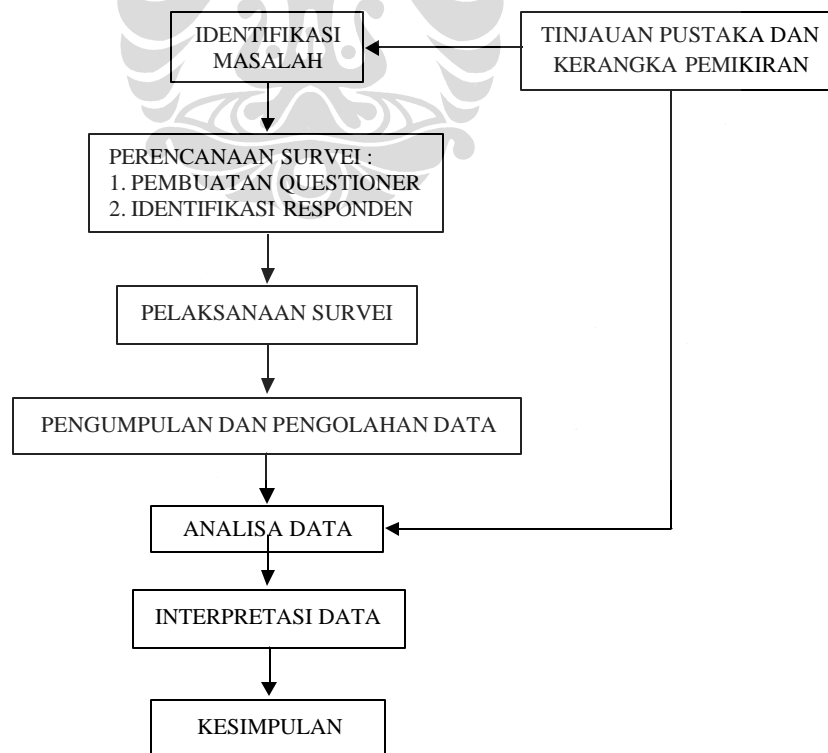 IDENTIFIKASI
MASALAH
TINJAUAN PUSTAKA DAN
KERANGKA PEMIKIRAN
PERENCANAAN SURVEI :
1. PEMBUATAN QUESTIONER
2. IDENTIFIKASI RESPONDEN
PELAKSANAAN SURVEI
PENGUMPULAN DAN PENGOLAHAN DATA
ANALISA DATA
INTERPRETASI DATA
KESIMPULAN